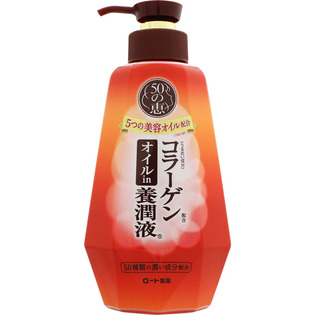 50の恵
5つの美容オイル配合
コラーゲン配合
オイルin養潤液®
50種類の潤い成分配合
ロート製薬